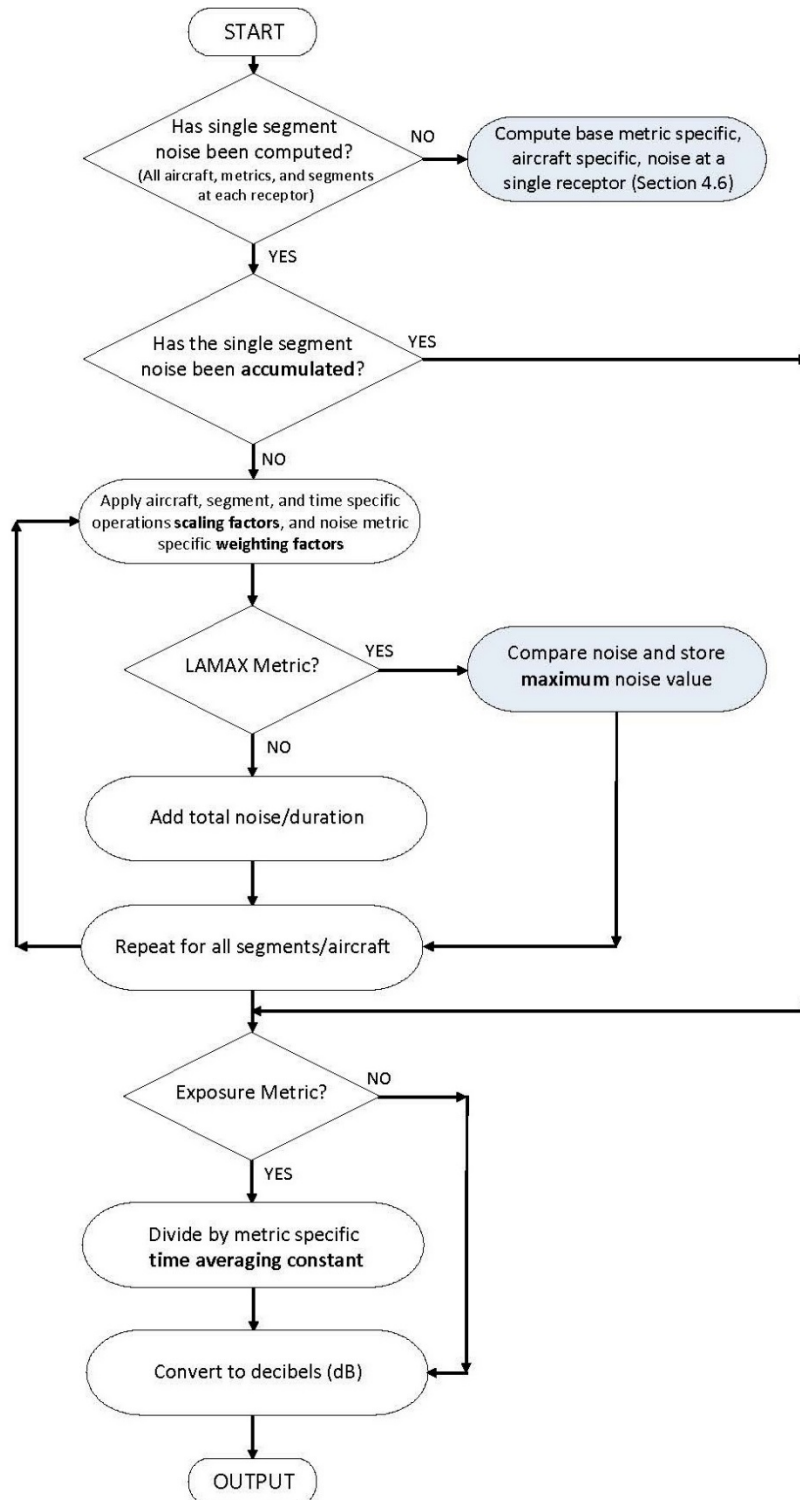 START
Has single segment
noise been computed?
(All aircraft, metrics, and segments
at each receptor)
NO
Compute base metric specific,
aircraft specific, noise at a
single receptor (Section 4.6)
YES
Has the single segment
noise been accumulated?
YES
NO
Apply aircraft, segment, and time specific
operations scaling factors, and noise metric
specific weighting factors
LAMAX Metric?
YES
Compare noise and store
maximum noise value
NO
Add total noise/duration
Repeat for all segments/aircraft
Exposure Metric?
NO
YES
Divide by metric specific
time averaging constant
Convert to decibels (dB)
OUTPUT